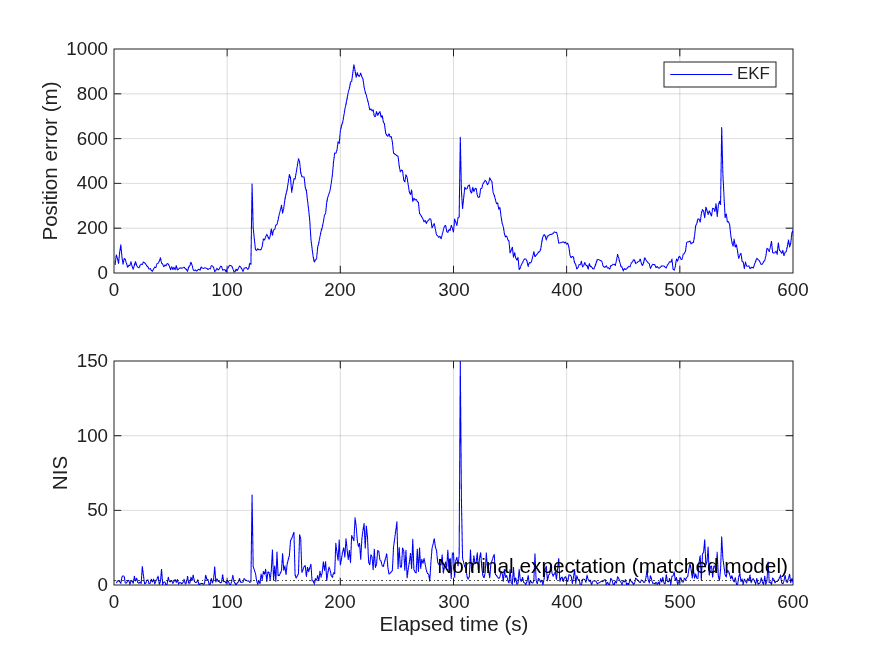 1000
800
600
400
200
0
Position error (m)
EKF
0 100 200 300 400 500 600
150
100
50
0
NIS
Nominal expectation (matched model)
0 100 200 300 400 500 600
Elapsed time (s)